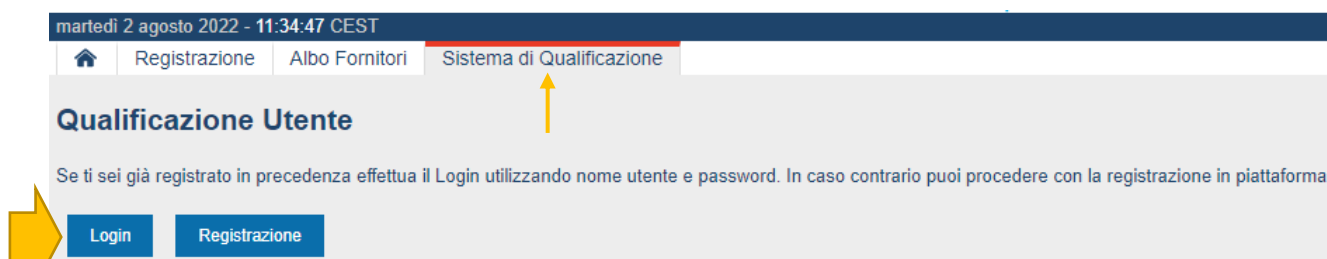 martedì 2 agosto 2022 - 11:34:47 CEST
Registrazione Albo Fornitori Sistema di Qualificazione
Qualificazione Utente
Se ti sei già registrato in precedenza effettua il Login utilizzando nome utente e password. In caso contrario puoi procedere con la registrazione in piattaforma
Login Registrazione